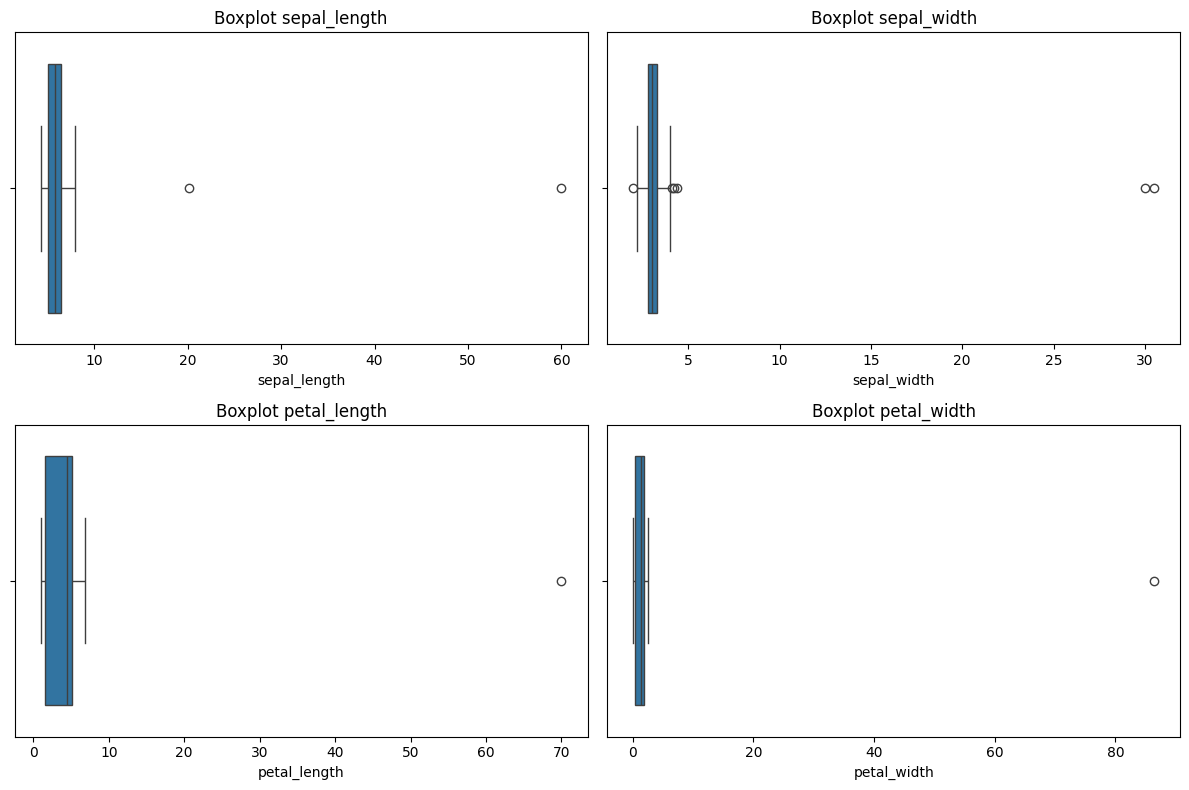 Boxplot sepal_length
10 20 30 40 50 60
sepal_length
Boxplot sepal_width
5 10 15 20 25 30
sepal_width
Boxplot petal_length
0 10 20 30 40 50 60 70
petal_length
Boxplot petal_width
0 20 40 60 80
petal_width